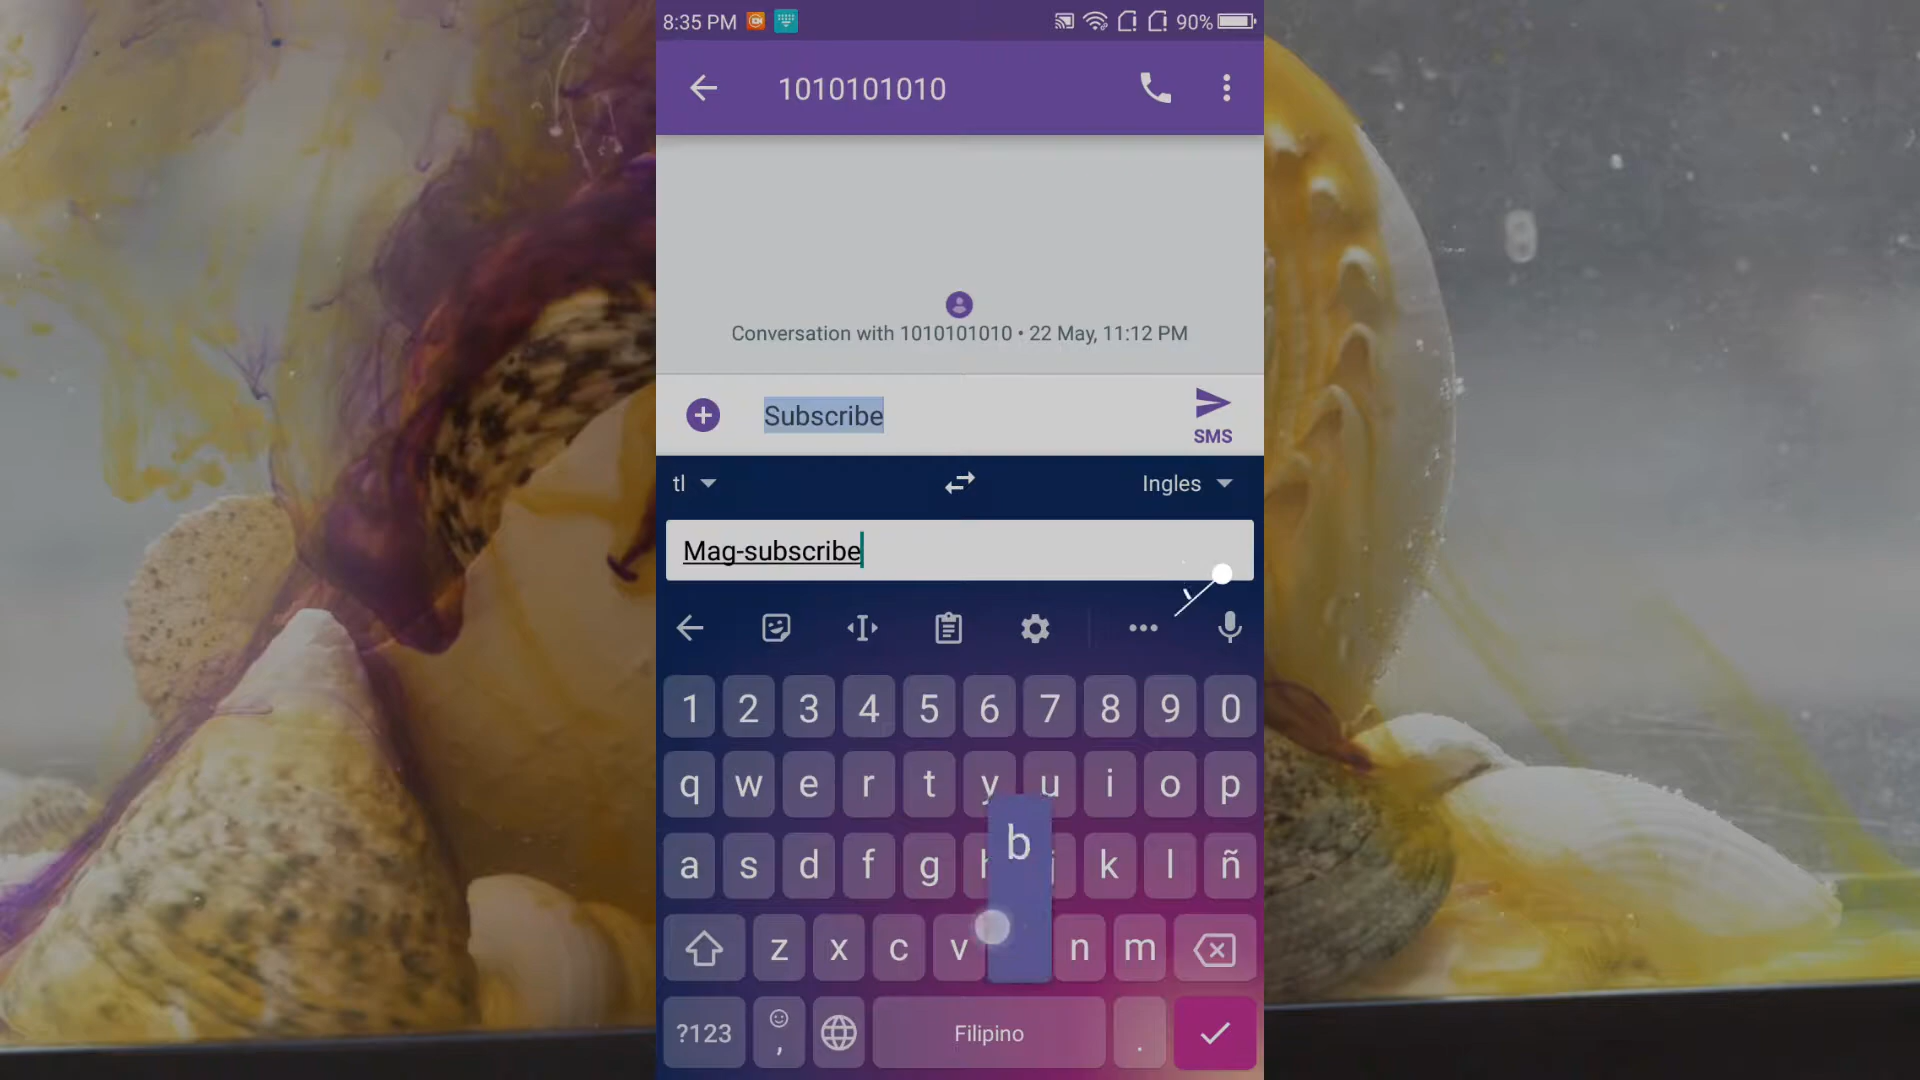 8:35 PM 90%
1010101010
Conversation with 1010101010 • 22 May, 11:12 PM
Subscribe
SMS
tl Ingles
Mag-subscribe
1 2 3 4 5 6 7 8 9 0
q w e r t y u i o p
b
a s d f g h j k l ñ
z x c v n m
?123 , Filipino .